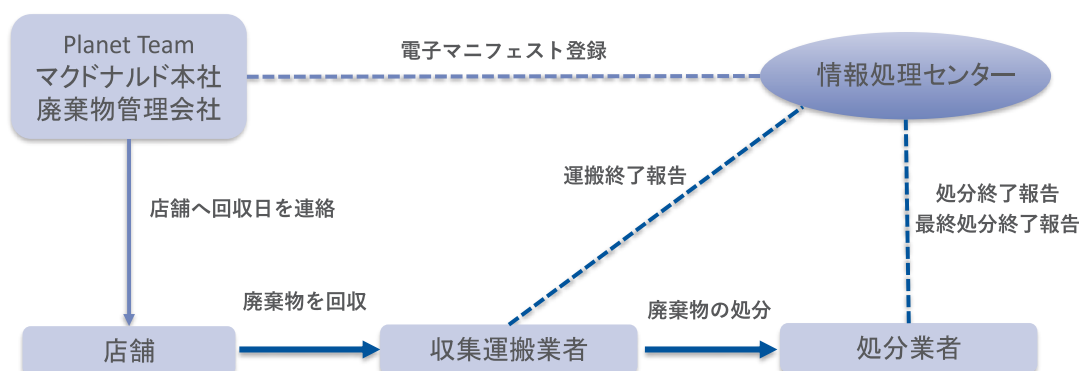 Planet Team
マクドナルド本社
廃棄物管理会社
電子マニフェスト登録
情報処理センター
運搬終了報告
処分終了報告
最終処分終了報告
店舗へ回収日を連絡
廃棄物を回収
廃棄物の処分
店舗
収集運搬業者
処分業者